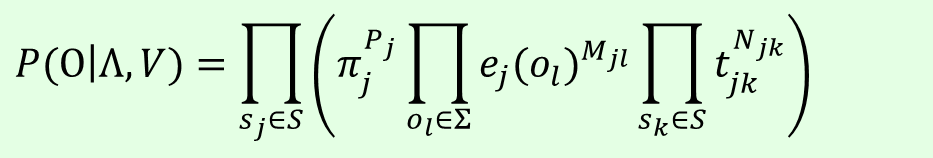 P(O|Λ, V) = ∏_{s_j∈S} ( π_j^{P_j} ∏_{o_l∈Σ} e_j(o_l)^{M_{jl}} ∏_{s_k∈S} t_{jk}^{N_{jk}} )